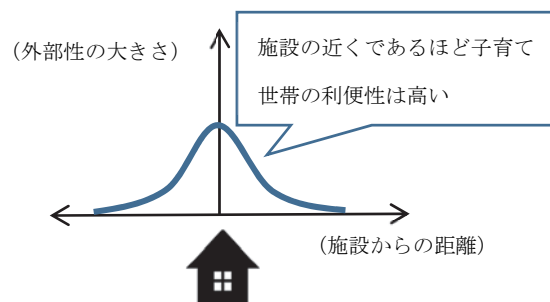 （外部性の大きさ）
施設の近くであるほど子育て
世帯の利便性は高い
（施設からの距離）